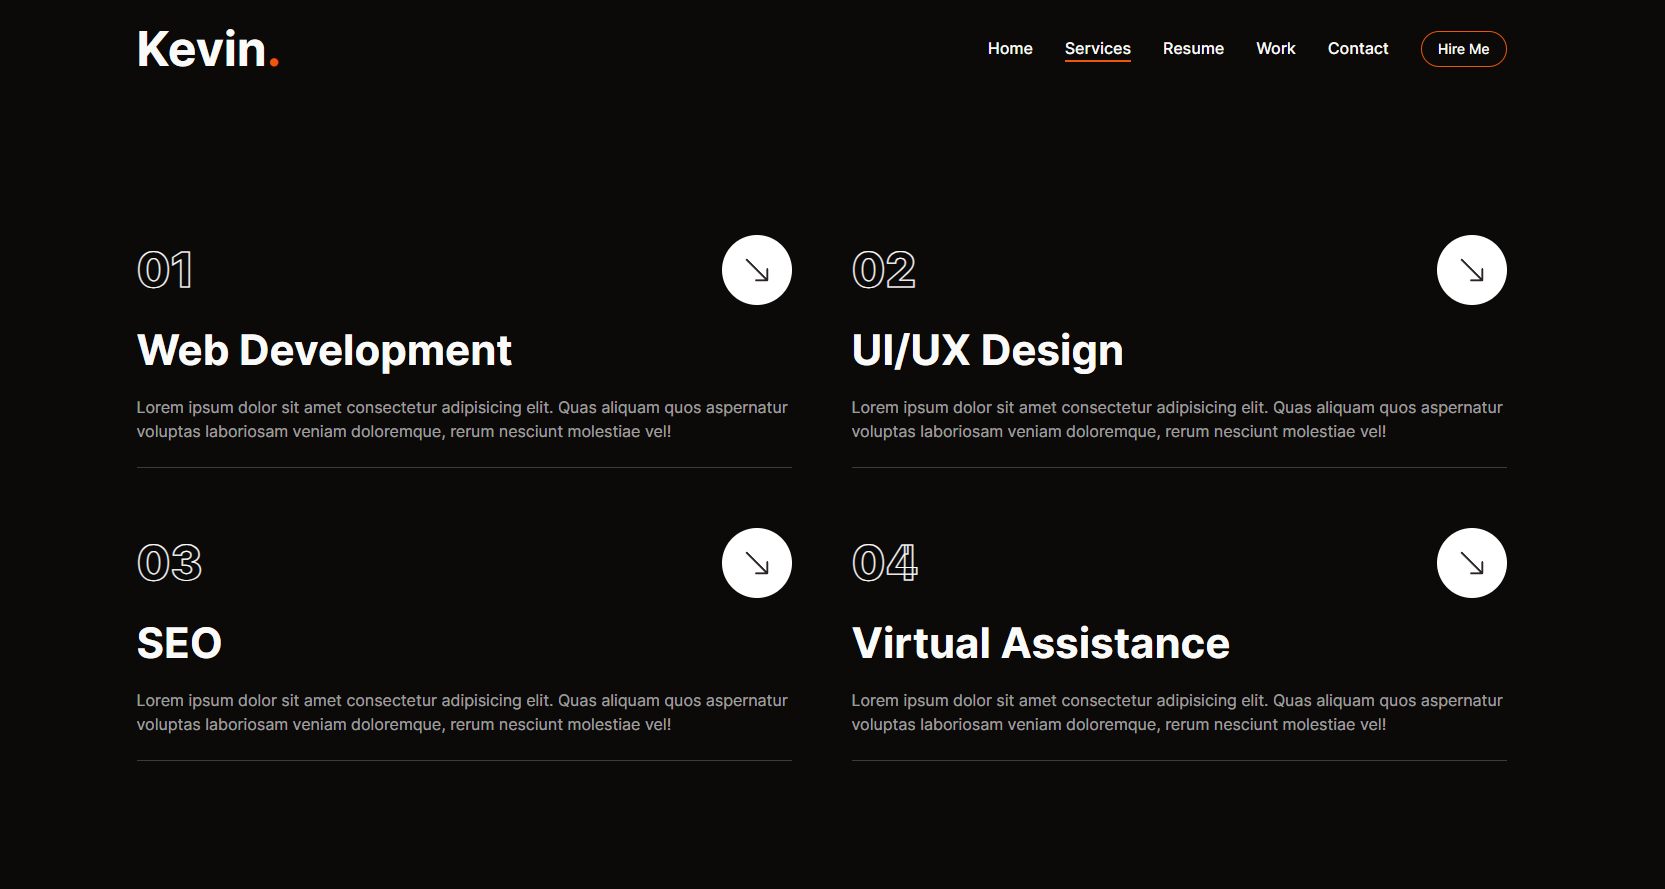 Kevin.
Home Services Resume Work Contact Hire Me
01
Web Development
Lorem ipsum dolor sit amet consectetur adipisicing elit. Quas aliquam quos aspernatur
voluptas laboriosam veniam doloremque, rerum nesciunt molestiae vel!
02
UI/UX Design
Lorem ipsum dolor sit amet consectetur adipisicing elit. Quas aliquam quos aspernatur
voluptas laboriosam veniam doloremque, rerum nesciunt molestiae vel!
03
SEO
Lorem ipsum dolor sit amet consectetur adipisicing elit. Quas aliquam quos aspernatur
voluptas laboriosam veniam doloremque, rerum nesciunt molestiae vel!
04
Virtual Assistance
Lorem ipsum dolor sit amet consectetur adipisicing elit. Quas aliquam quos aspernatur
voluptas laboriosam veniam doloremque, rerum nesciunt molestiae vel!